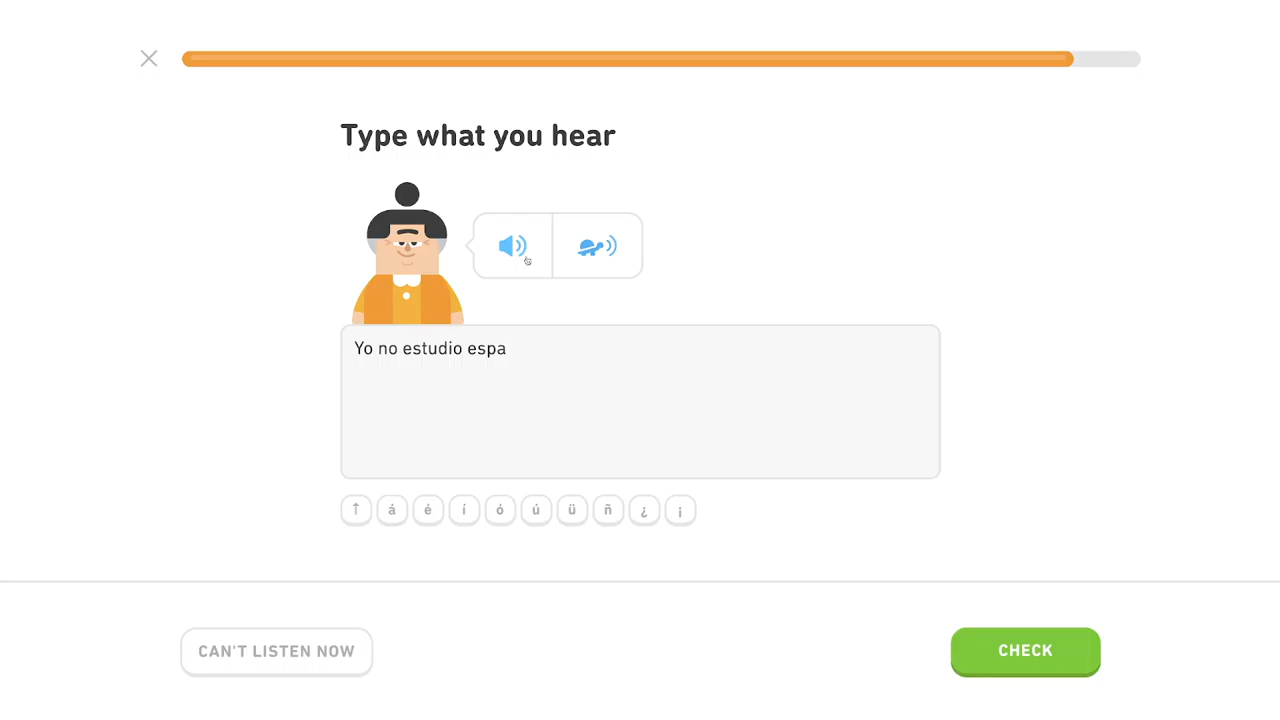 Type what you hear
Yo no estudio espa
↑ á é í ó ú ü ñ ¿ ¡
CAN'T LISTEN NOW
CHECK